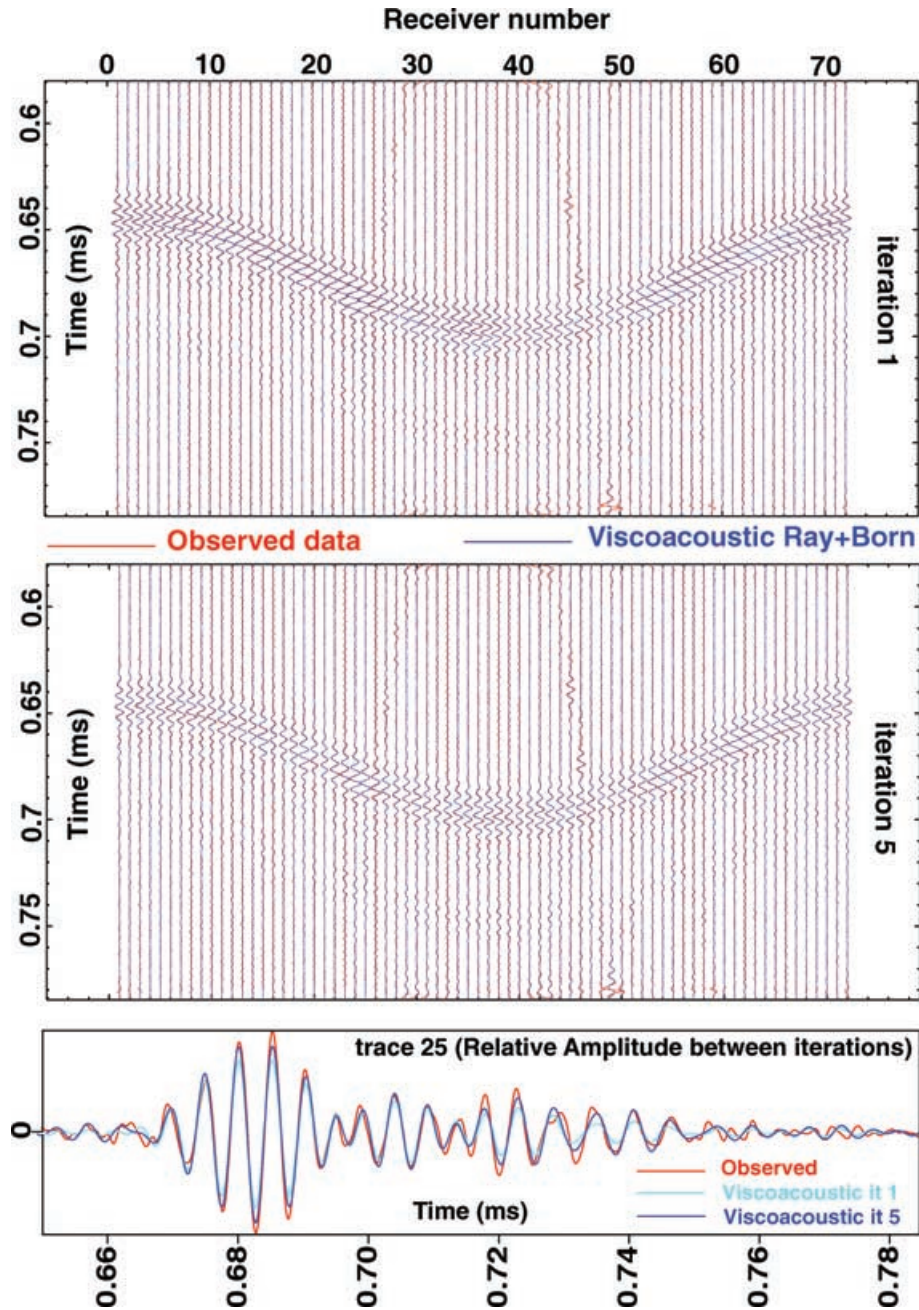 Receiver number
0 10 20 30 40 50 60 70
0.6
0.65
0.7
0.75
Time (ms)
iteration 1
Observed data Viscoacoustic Ray+Born
0.6
0.65
0.7
0.75
Time (ms)
iteration 5
trace 25 (Relative Amplitude between iterations)
0
Observed
Viscoacoustic it 1
Viscoacoustic it 5
Time (ms)
0.66 0.68 0.70 0.72 0.74 0.76 0.78